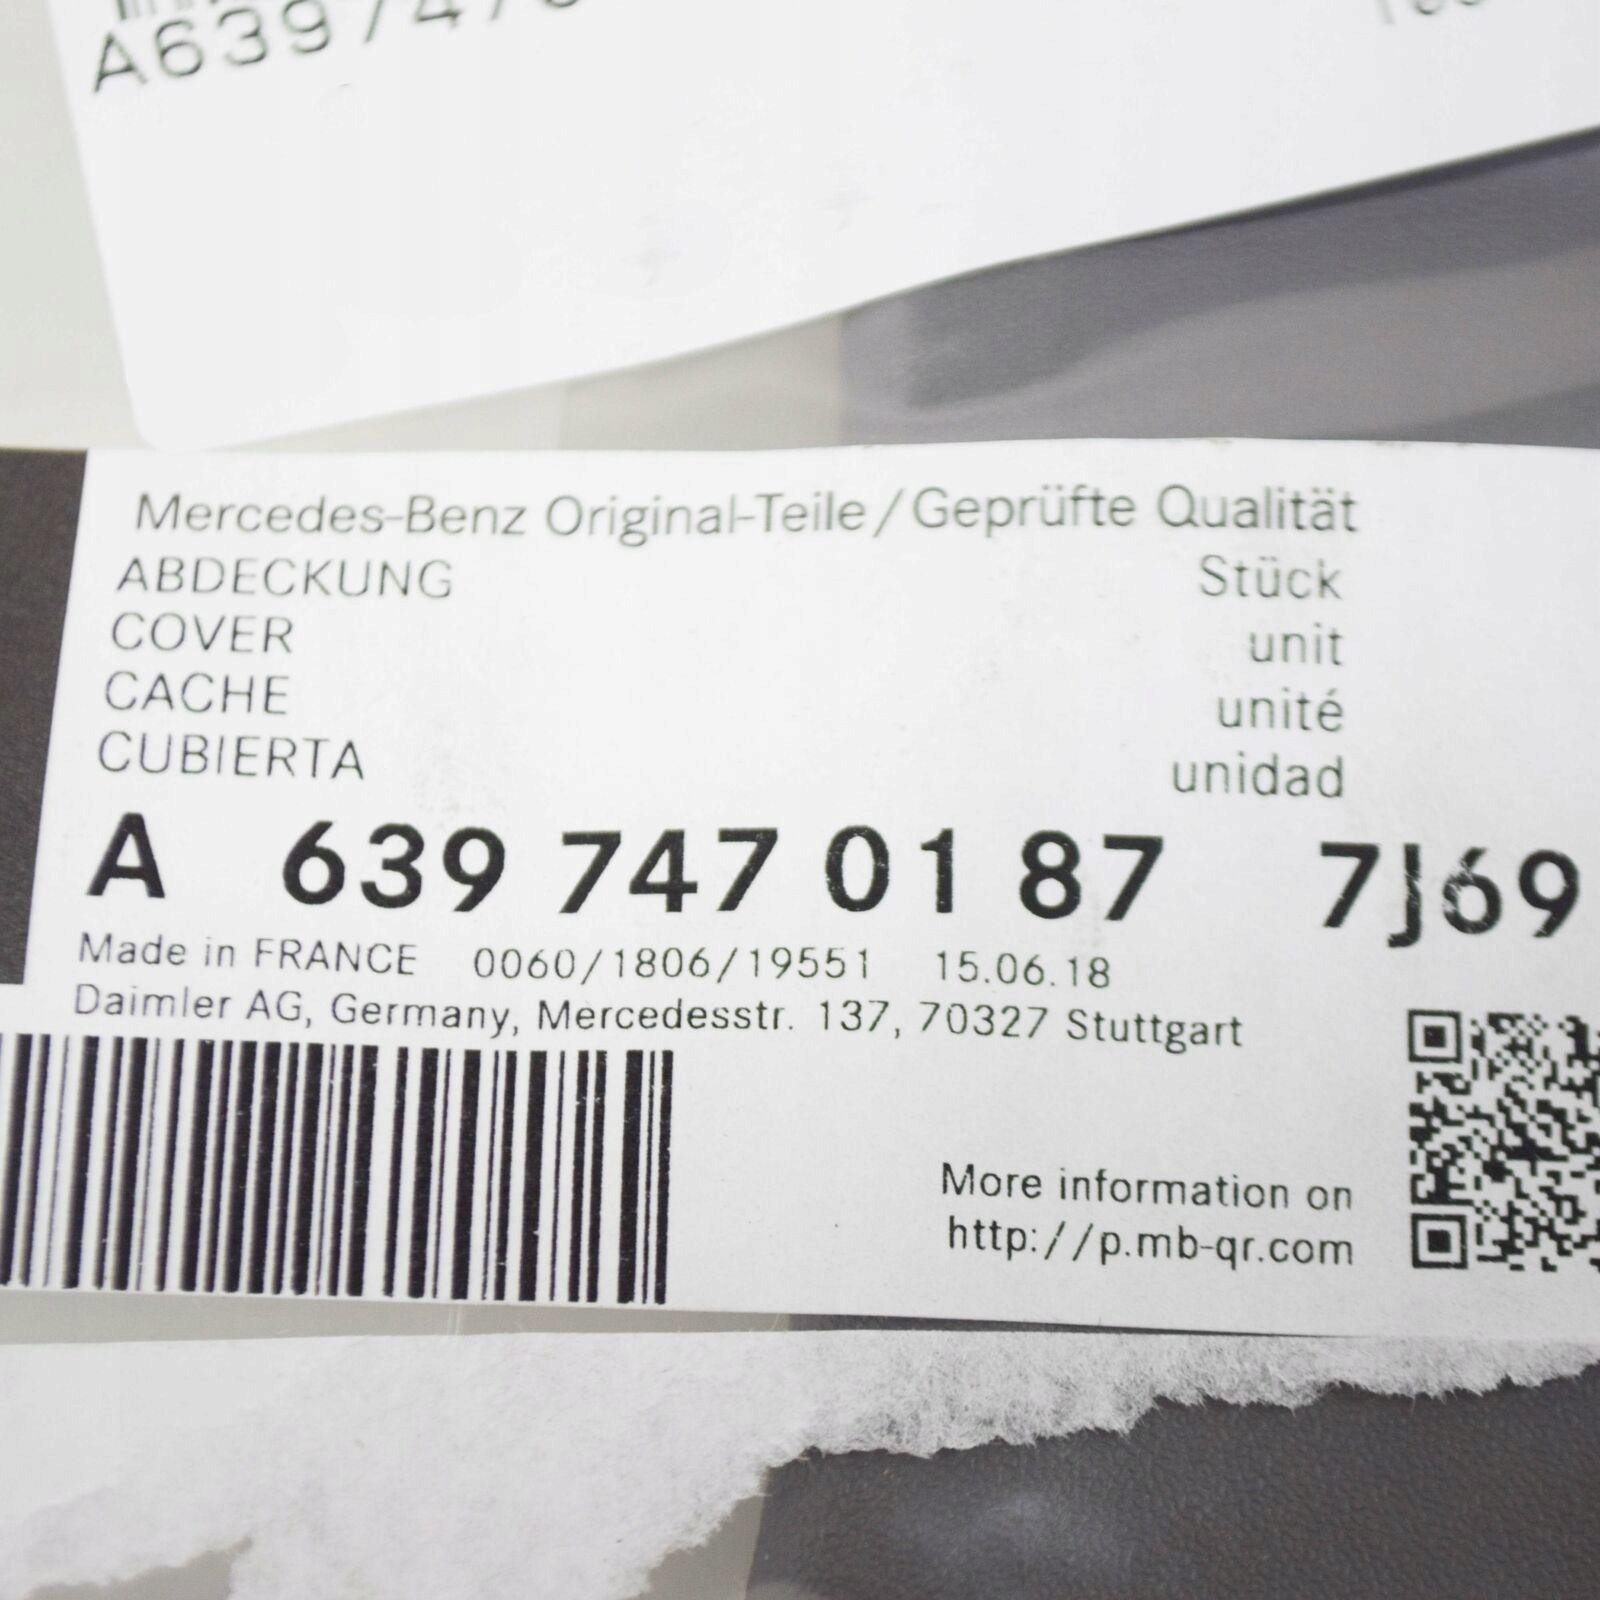 Mercedes-Benz Original-Teile/Geprüfte Qualität
ABDECKUNG Stück
COVER unit
CACHE unité
CUBIERTA unidad
A 639 747 01 87 7J69
Made in FRANCE 0060/1806/19551 15.06.18
Daimler AG, Germany, Mercedesstr. 137, 70327 Stuttgart
More information on
http://p.mb-qr.com